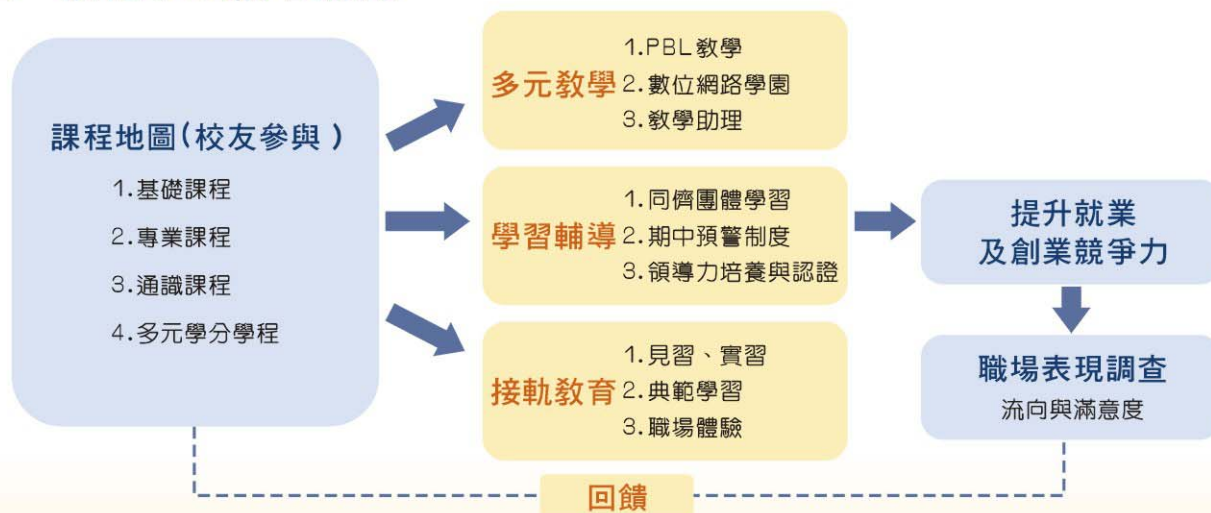 課程地圖(校友參與)
1.基礎課程
2.專業課程
3.通識課程
4.多元學分學程
多元教學
1.PBL教學
2.數位網路學園
3.教學助理
學習輔導
1.同儕團體學習
2.期中預警制度
3.領導力培養與認證
接軌教育
1.見習、實習
2.典範學習
3.職場體驗
提升就業
及創業競爭力
職場表現調查
流向與滿意度
回饋